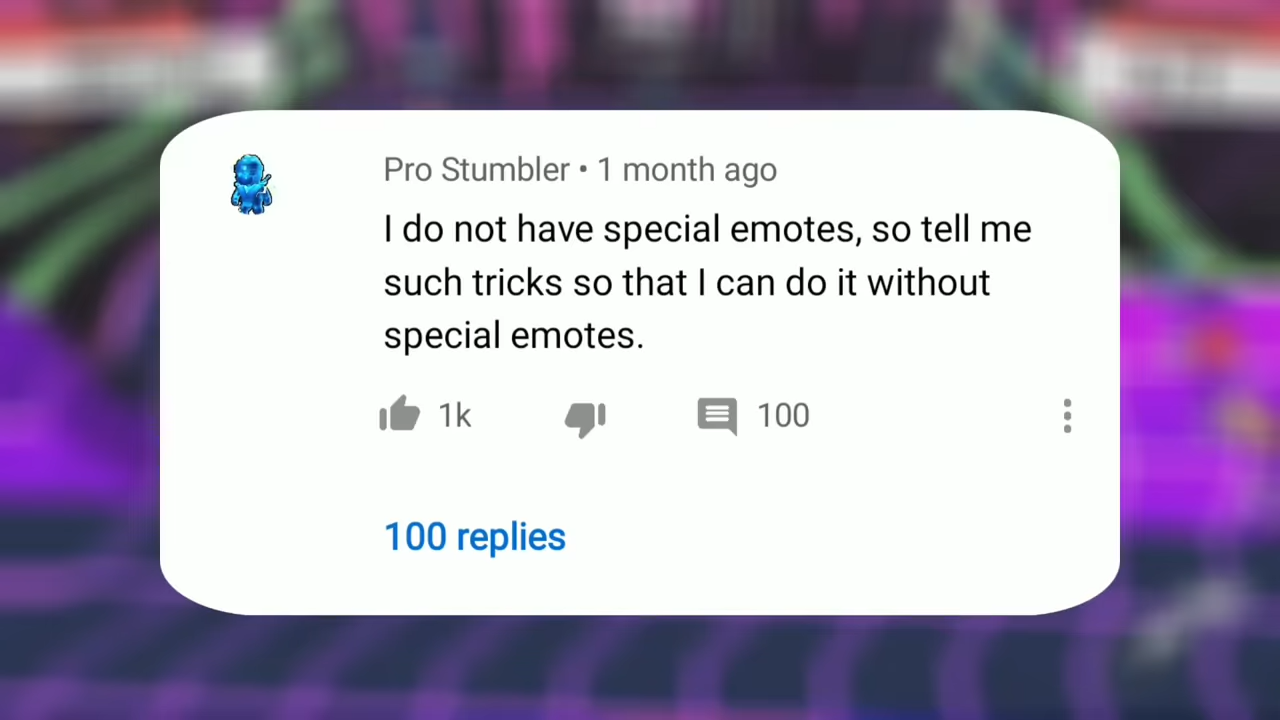 Pro Stumbler • 1 month ago
I do not have special emotes, so tell me
such tricks so that I can do it without
special emotes.
1k 100
100 replies